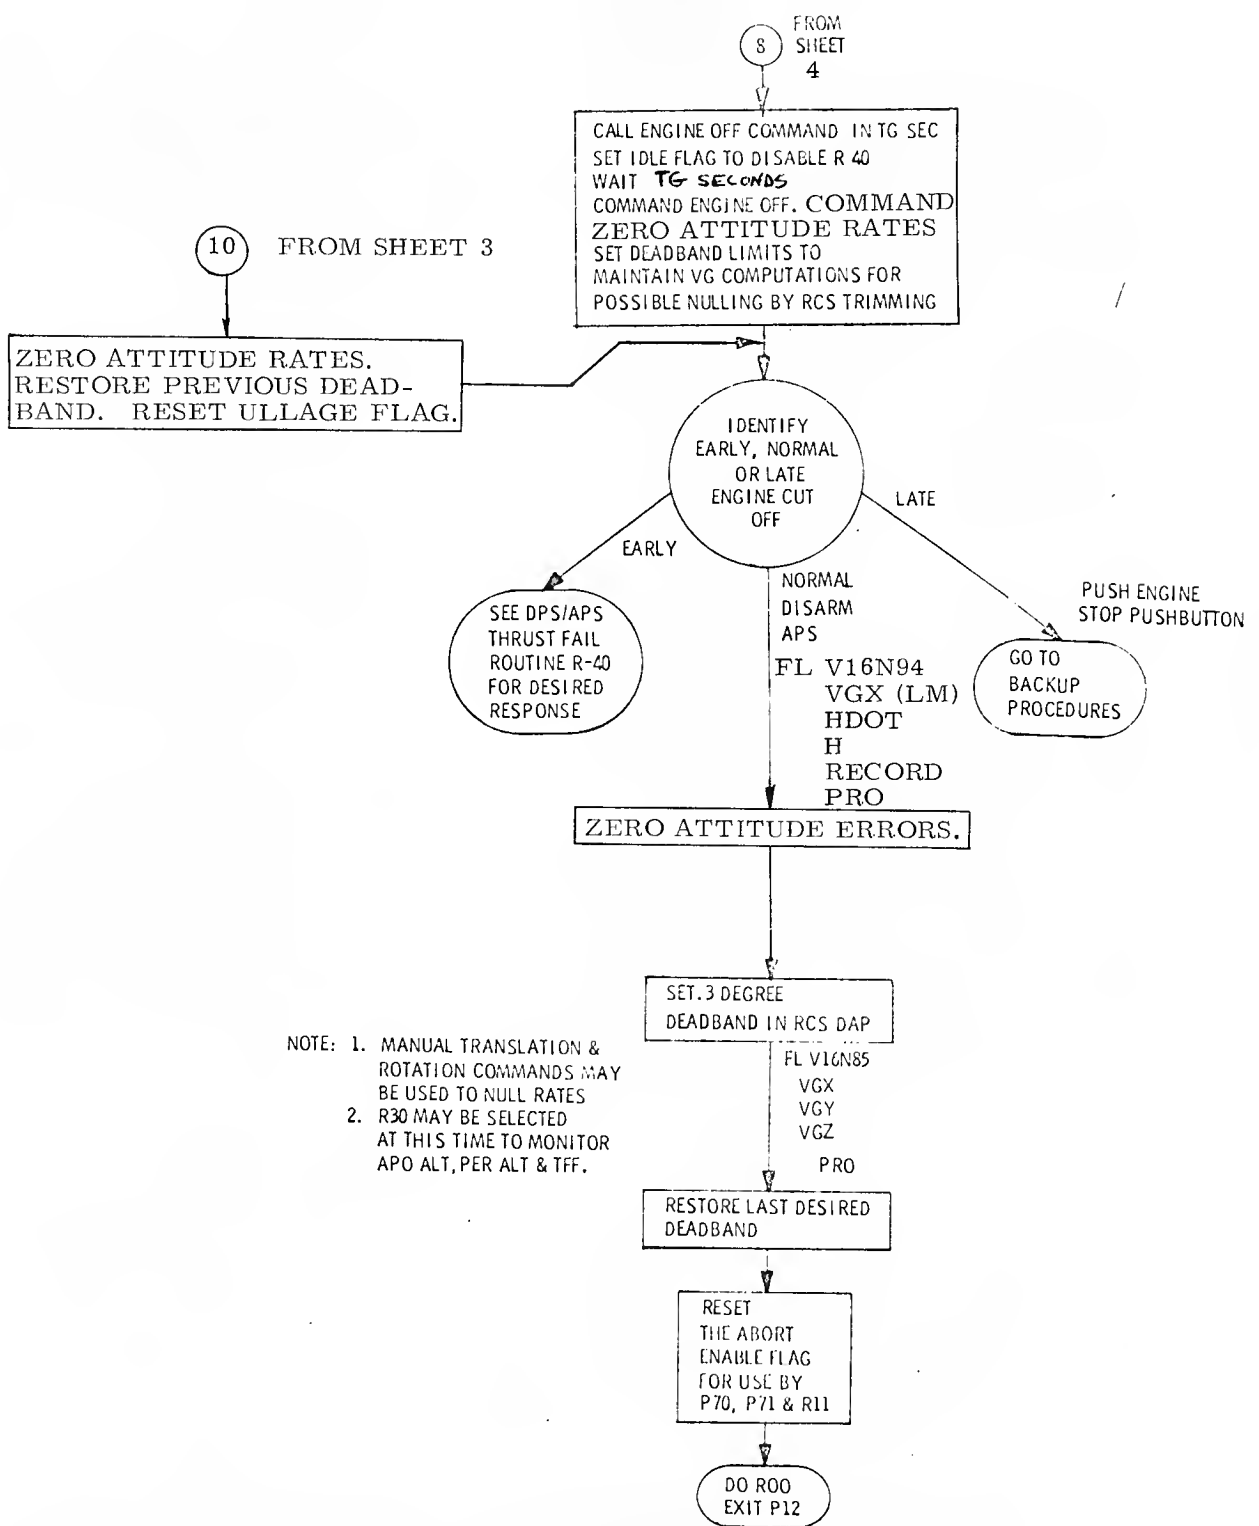 8
FROM
SHEET
4
CALL ENGINE OFF COMMAND IN TG SEC
SET IDLE FLAG TO DISABLE R 40
WAIT TG SECONDS
COMMAND ENGINE OFF. COMMAND
ZERO ATTITUDE RATES
SET DEADBAND LIMITS TO
MAINTAIN VG COMPUTATIONS FOR
POSSIBLE NULLING BY RCS TRIMMING
10
FROM SHEET 3
ZERO ATTITUDE RATES.
RESTORE PREVIOUS DEAD-
BAND. RESET ULLAGE FLAG.
IDENTIFY
EARLY, NORMAL
OR LATE
ENGINE CUT
OFF
EARLY
LATE
SEE DPS/APS
THRUST FAIL
ROUTINE R-40
FOR DESIRED
RESPONSE
NORMAL
DISARM
APS
FL V16N94
VGX (LM)
HDOT
H
RECORD
PRO
PUSH ENGINE
STOP PUSHBUTTON
GO TO
BACKUP
PROCEDURES
ZERO ATTITUDE ERRORS.
SET.3 DEGREE
DEADBAND IN RCS DAP
NOTE: 1. MANUAL TRANSLATION &
ROTATION COMMANDS MAY
BE USED TO NULL RATES
2. R30 MAY BE SELECTED
AT THIS TIME TO MONITOR
APO ALT, PER ALT & TFF.
FL V16N85
VGX
VGY
VGZ
PRO
RESTORE LAST DESIRED
DEADBAND
RESET
THE ABORT
ENABLE FLAG
FOR USE BY
P70, P71 & R11
DO ROO
EXIT P12